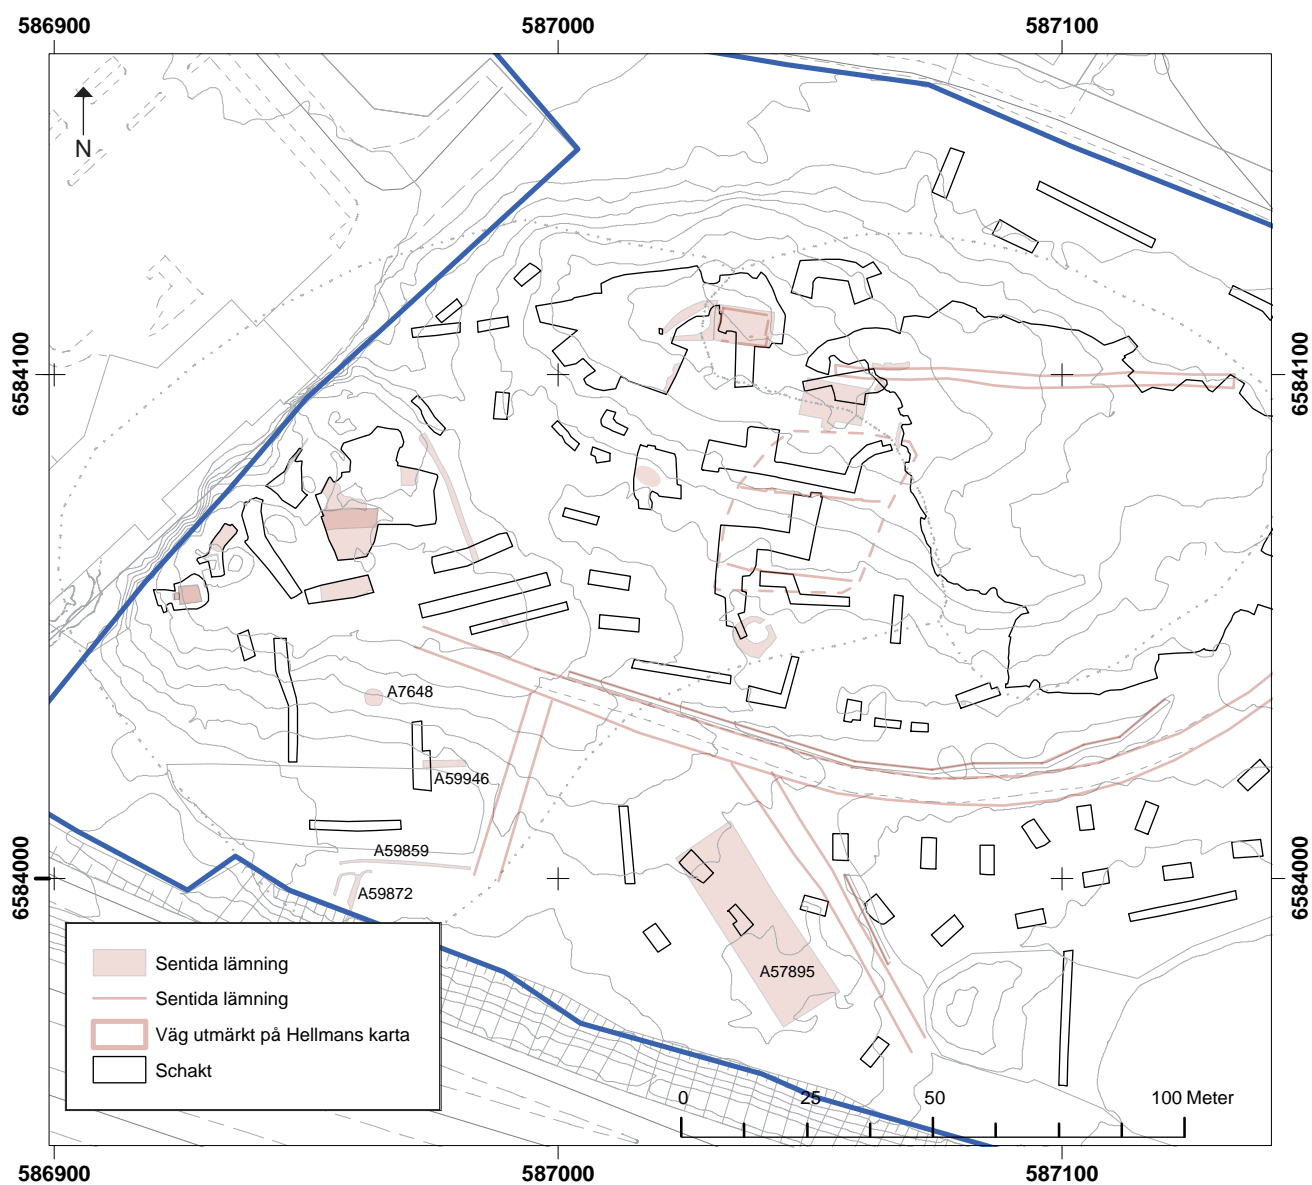 586900 587000 587100
N
6584100 6584100
A7648
A59946
A59859
A59872
6584000 6584000
A57895
Sentida lämning
Sentida lämning
Väg utmärkt på Hellmans karta
Schakt
0 25 50 100 Meter
586900 587000 587100